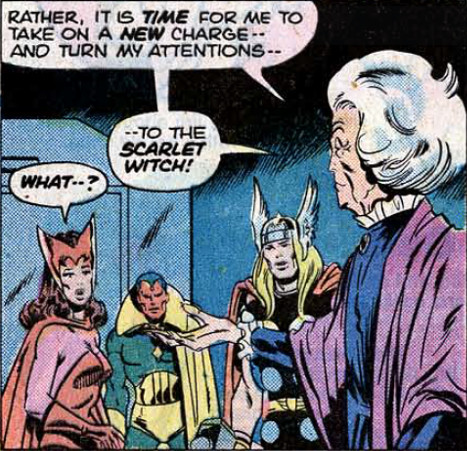 RATHER, IT IS TIME FOR ME TO
TAKE ON A NEW CHARGE--
AND TURN MY ATTENTIONS--
--TO THE
SCARLET
WITCH!
WHAT--?